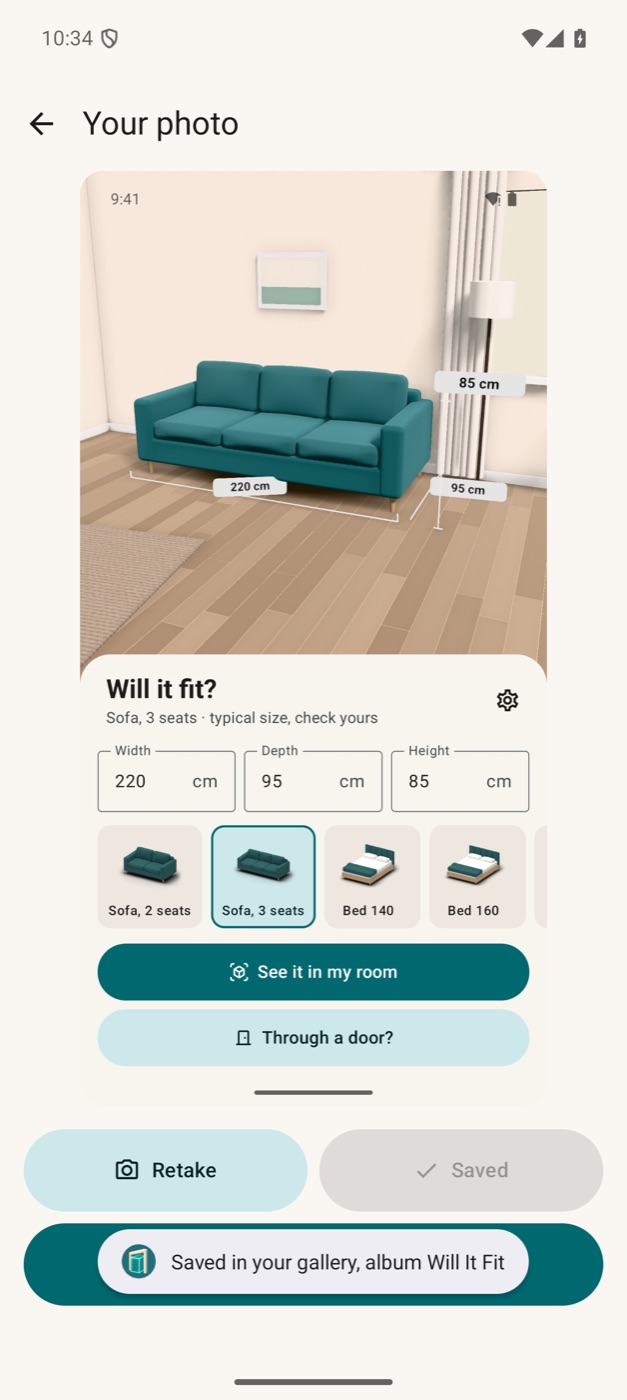 10:34
Your photo
9:41
85 cm
220 cm
95 cm
Will it fit?
Sofa, 3 seats · typical size, check yours
Width
Depth
Height
220 cm
95 cm
85 cm
Sofa, 2 seats
Sofa, 3 seats
Bed 140
Bed 160
See it in my room
Through a door?
Retake
Saved
Saved in your gallery, album Will It Fit